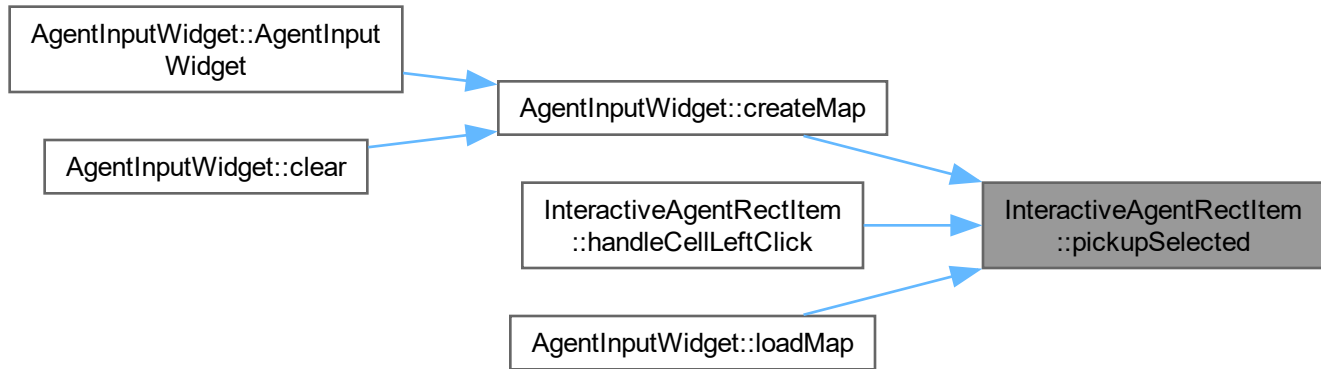 AgentInputWidget::AgentInput
Widget
AgentInputWidget::clear
AgentInputWidget::createMap
InteractiveAgentRectItem
::handleCellLeftClick
AgentInputWidget::loadMap
InteractiveAgentRectItem
::pickupSelected